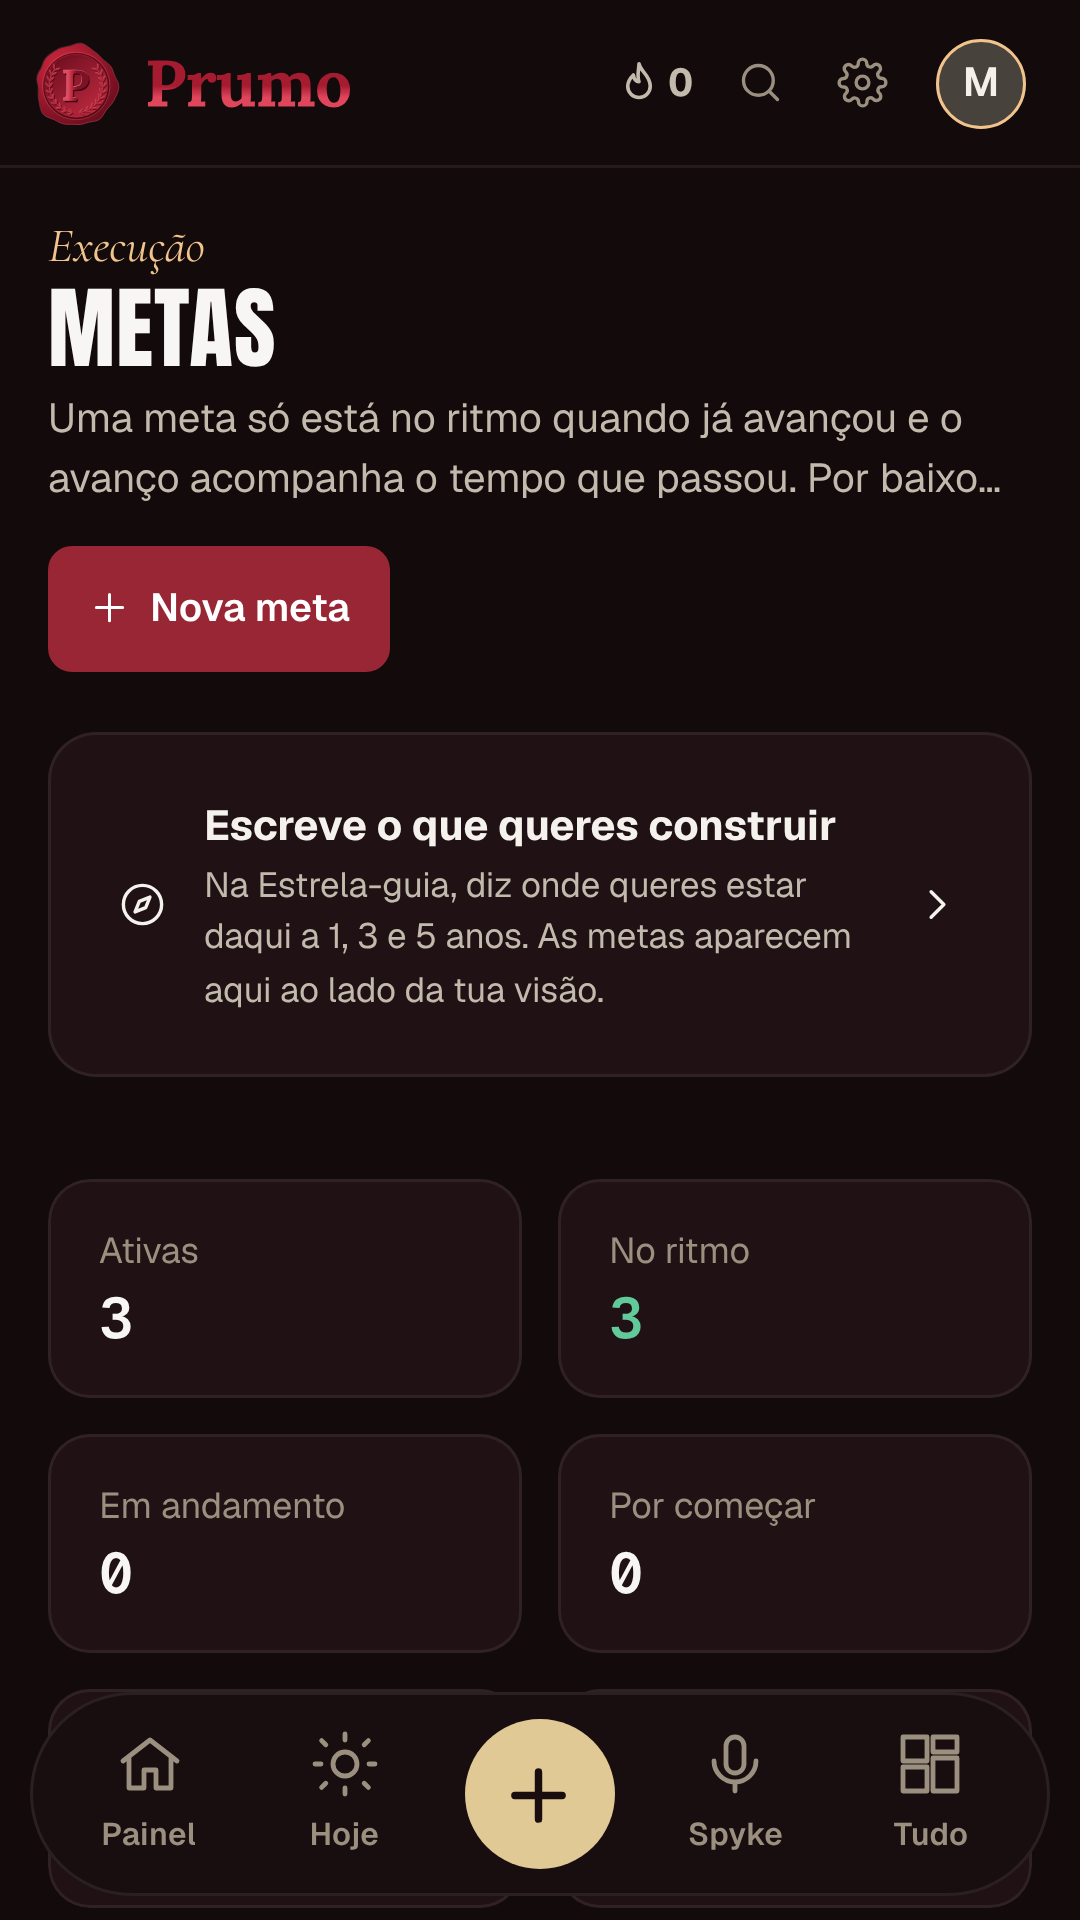 P
Prumo
0
M
Execução
METAS
Uma meta só está no ritmo quando já avançou e o
avanço acompanha o tempo que passou. Por baixo…
Nova meta
Escreve o que queres construir
Na Estrela-guia, diz onde queres estar
daqui a 1, 3 e 5 anos. As metas aparecem
aqui ao lado da tua visão.
Ativas
3
No ritmo
3
Em andamento
0
Por começar
0
Painel
Hoje
Spyke
Tudo